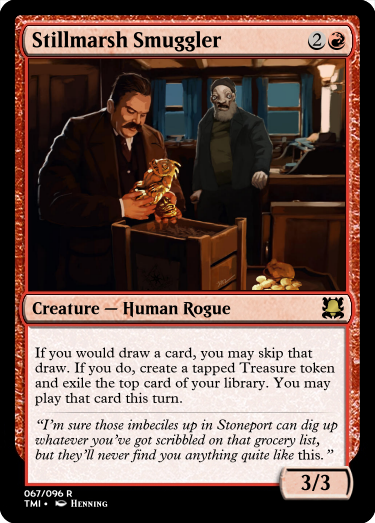 Stillmarsh Smuggler 2
Creature — Human Rogue
If you would draw a card, you may skip that
draw. If you do, create a tapped Treasure token
and exile the top card of your library. You may
play that card this turn.
“I’m sure those imbeciles up in Stoneport can dig up
whatever you’ve got scribbled on that grocery list,
but they’ll never find you anything quite like this.”
3/3
067/096 R
TMI • Henning